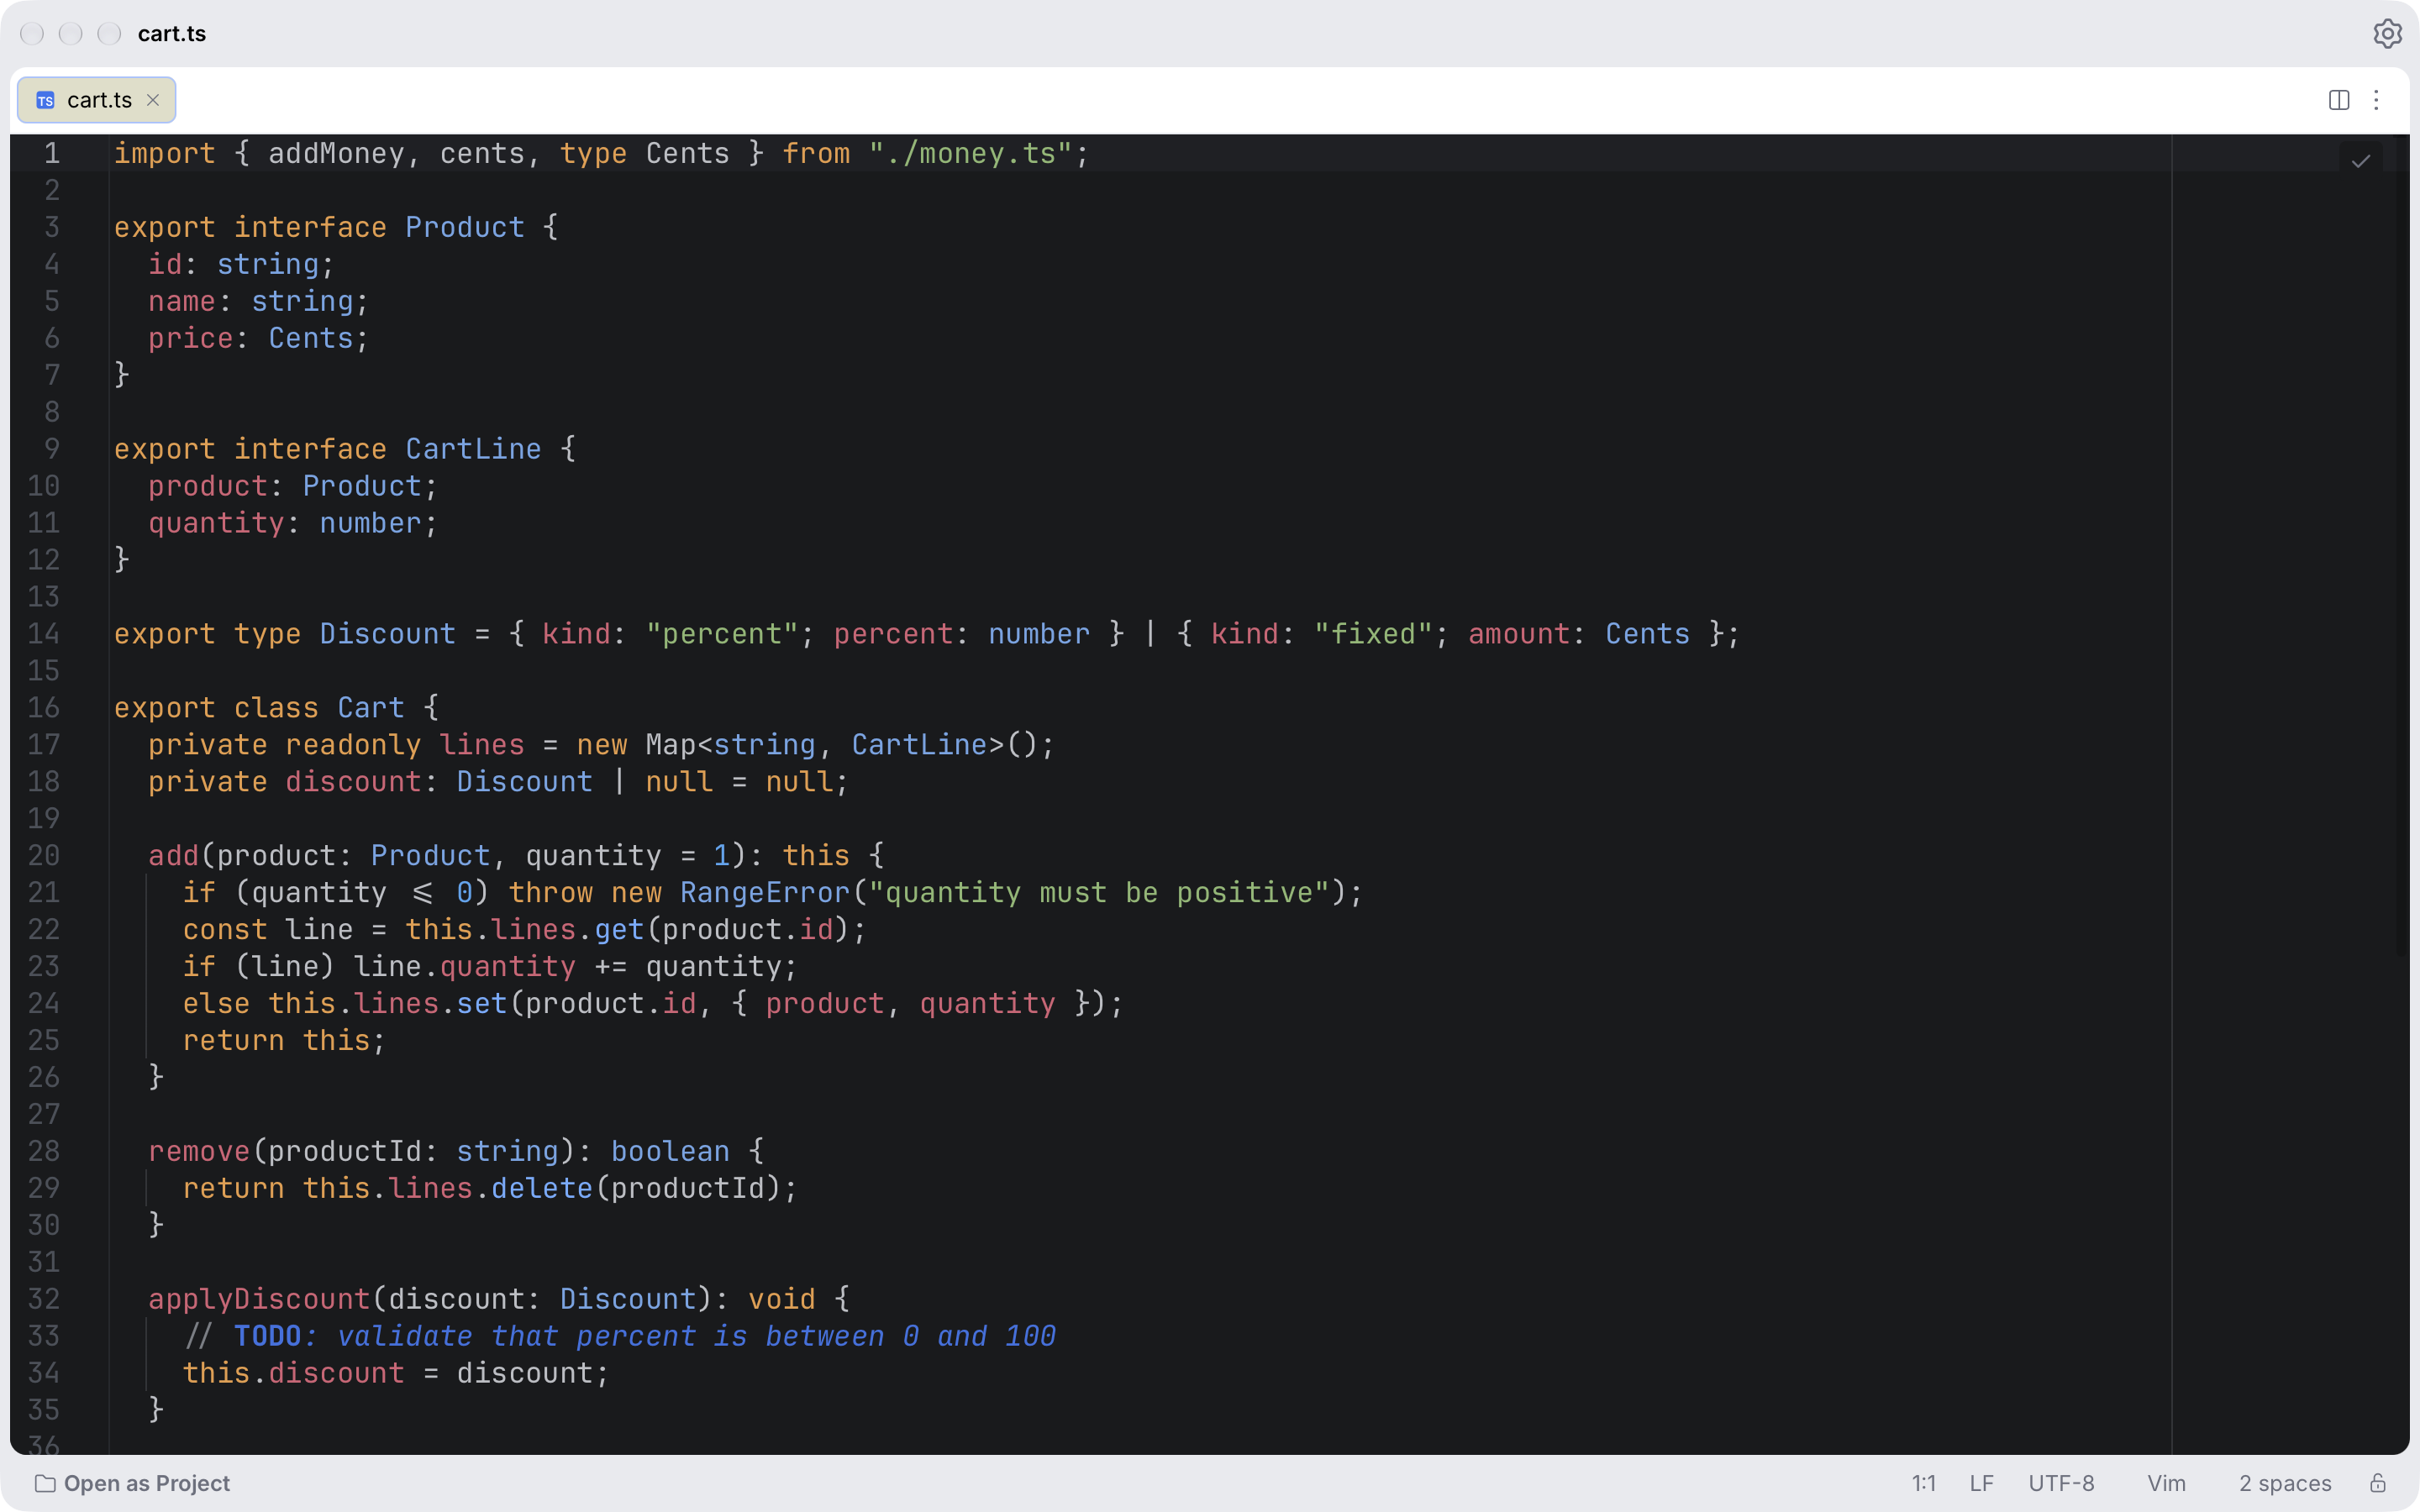 cart.ts
TS cart.ts
1 import { addMoney, cents, type Cents } from "./money.ts";
2
3 export interface Product {
4   id: string;
5   name: string;
6   price: Cents;
7 }
8
9 export interface CartLine {
10   product: Product;
11   quantity: number;
12 }
13
14 export type Discount = { kind: "percent"; percent: number } | { kind: "fixed"; amount: Cents };
15
16 export class Cart {
17   private readonly lines = new Map<string, CartLine>();
18   private discount: Discount | null = null;
19
20   add(product: Product, quantity = 1): this {
21     if (quantity <= 0) throw new RangeError("quantity must be positive");
22     const line = this.lines.get(product.id);
23     if (line) line.quantity += quantity;
24     else this.lines.set(product.id, { product, quantity });
25     return this;
26   }
27
28   remove(productId: string): boolean {
29     return this.lines.delete(productId);
30   }
31
32   applyDiscount(discount: Discount): void {
33     // TODO: validate that percent is between 0 and 100
34     this.discount = discount;
35   }
36
Open as Project 1:1 LF UTF-8 Vim 2 spaces